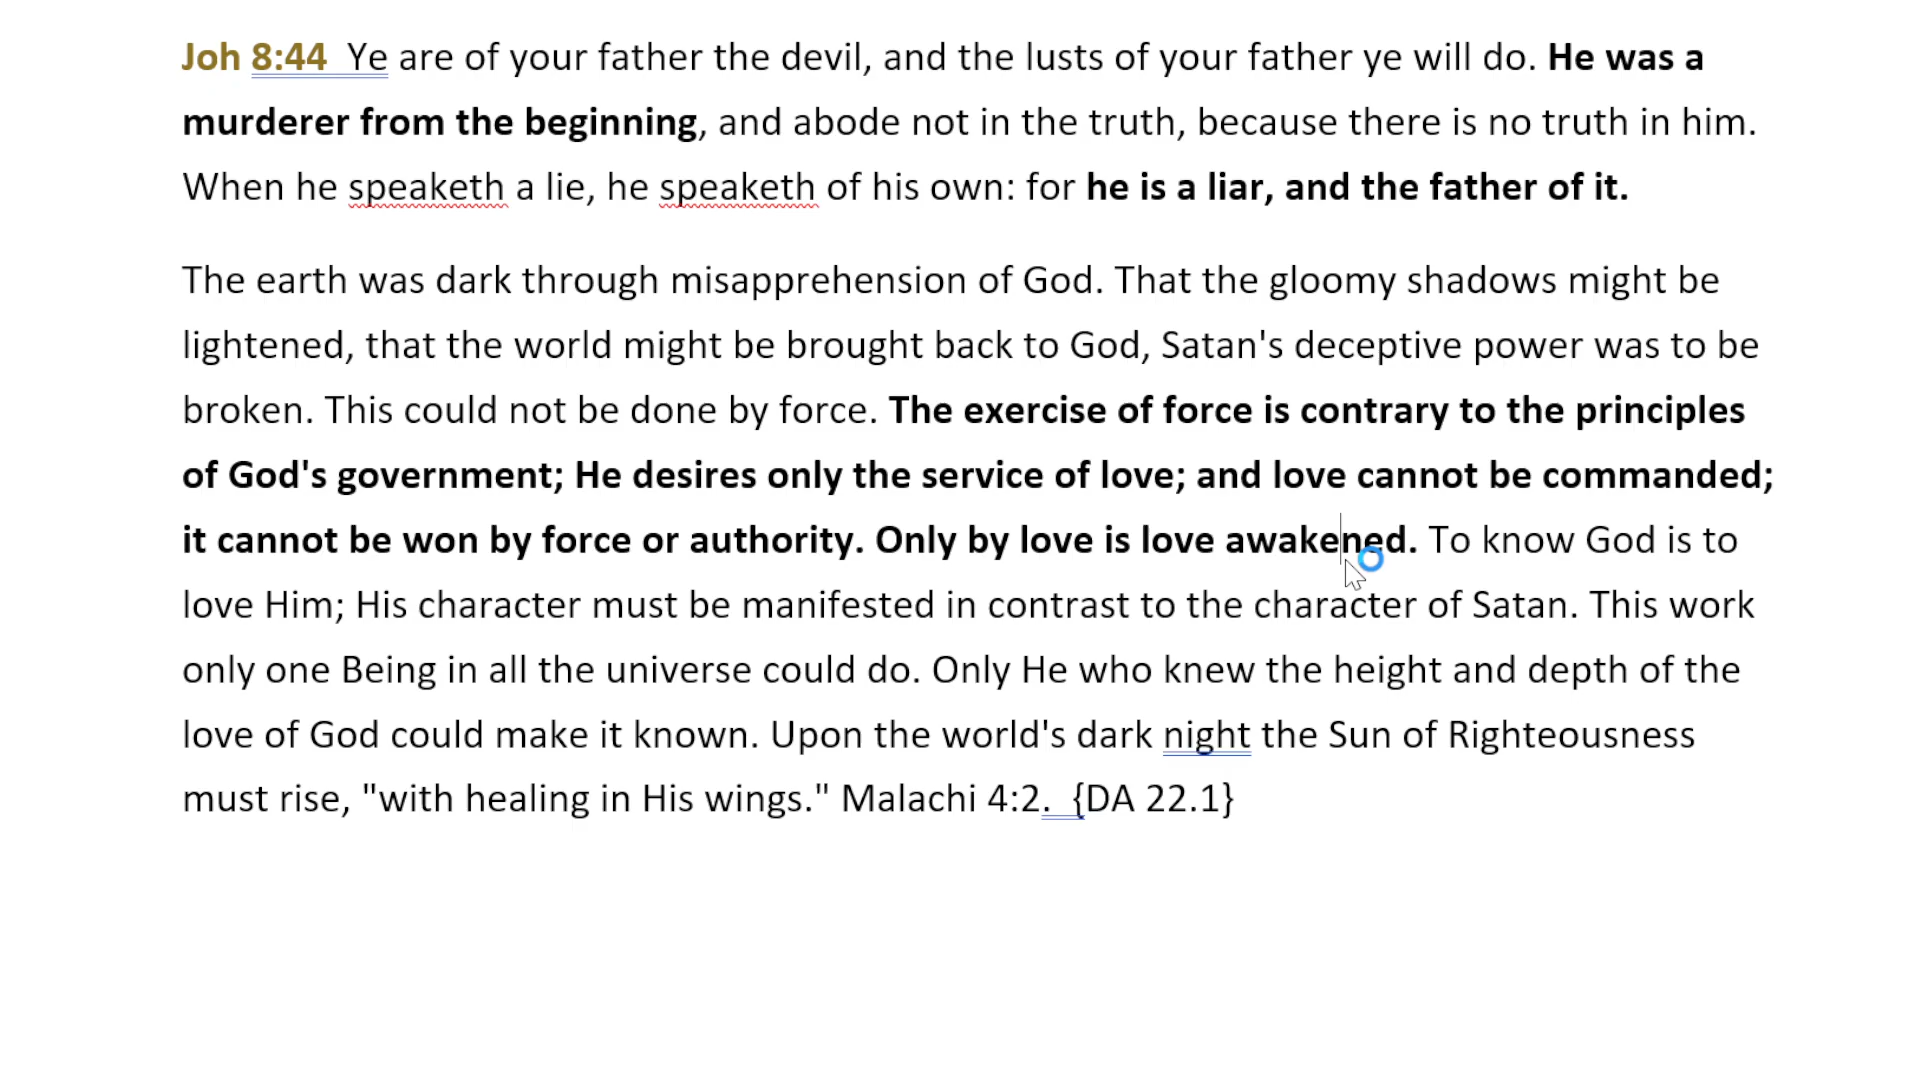 Joh 8:44  Ye are of your father the devil, and the lusts of your father ye will do. He was a
murderer from the beginning, and abode not in the truth, because there is no truth in him.
When he speaketh a lie, he speaketh of his own: for he is a liar, and the father of it.
The earth was dark through misapprehension of God. That the gloomy shadows might be
lightened, that the world might be brought back to God, Satan's deceptive power was to be
broken. This could not be done by force. The exercise of force is contrary to the principles
of God's government; He desires only the service of love; and love cannot be commanded;
it cannot be won by force or authority. Only by love is love awakened. To know God is to
love Him; His character must be manifested in contrast to the character of Satan. This work
only one Being in all the universe could do. Only He who knew the height and depth of the
love of God could make it known. Upon the world's dark night the Sun of Righteousness
must rise, "with healing in His wings." Malachi 4:2.  {DA 22.1}